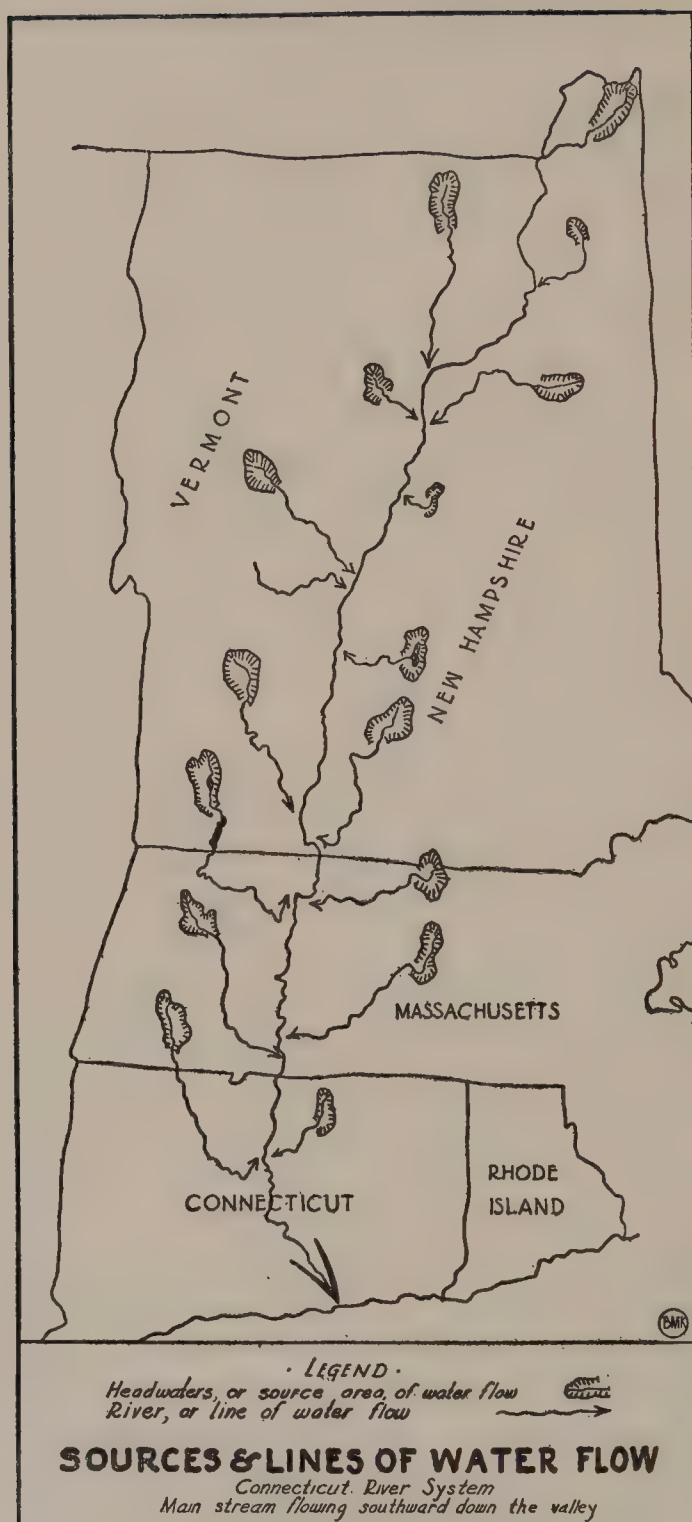 VERMONT
NEW HAMPSHIRE
MASSACHUSETTS
CONNECTICUT
RHODE
ISLAND
BMK
· LEGEND ·
Headwaters, or source area, of water flow
River, or line of water flow
SOURCES & LINES OF WATER FLOW
Connecticut River System
Main stream flowing southward down the valley